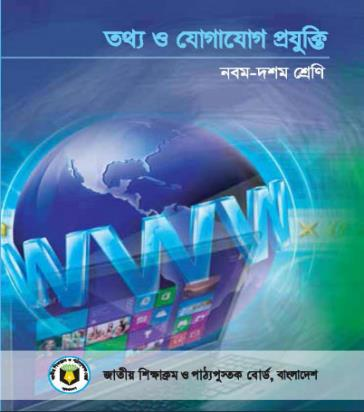 তথ্য ও যোগাযোগ প্রযুক্তি
নবম-দশম শ্রেণি
WWW
জাতীয় শিক্ষাক্রম ও পাঠ্যপুস্তক বোর্ড, বাংলাদেশ